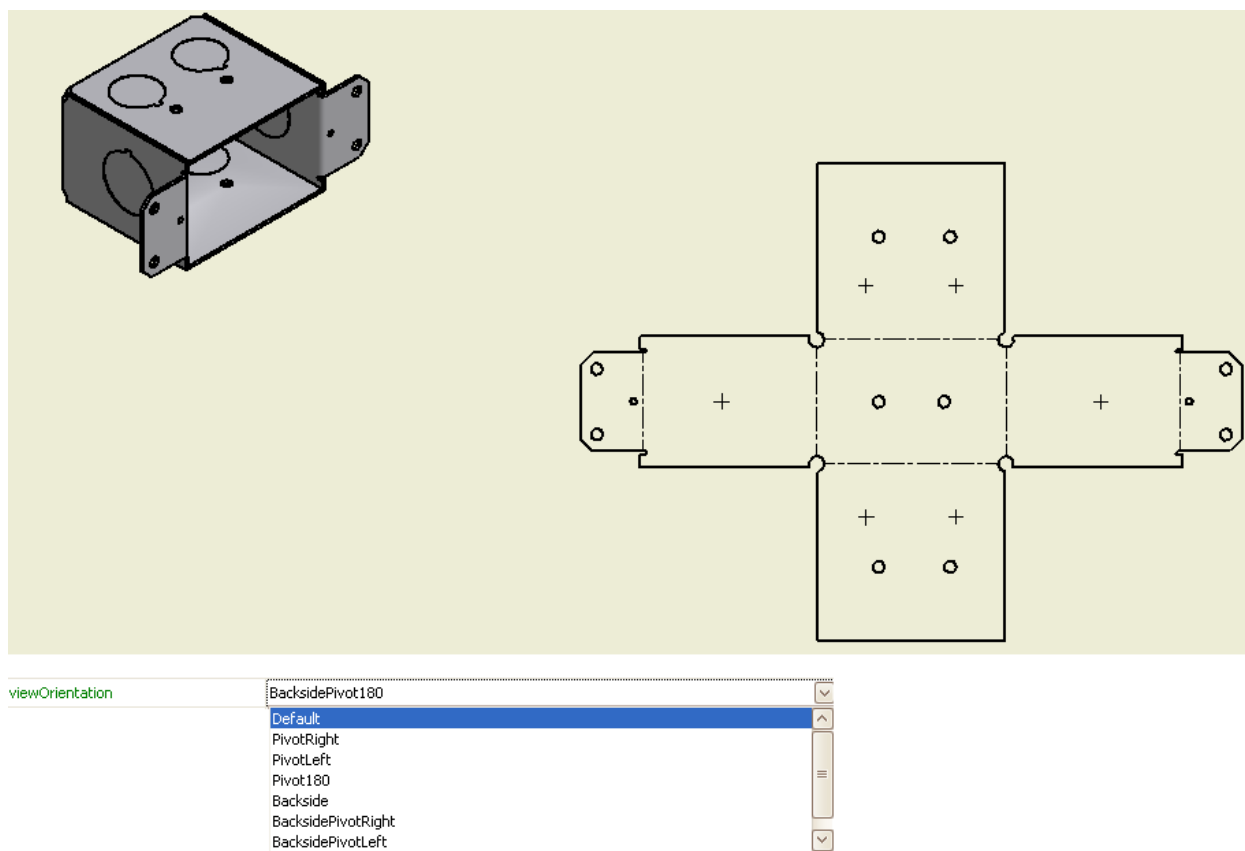 viewOrientation BacksidePivot180
Default
PivotRight
PivotLeft
Pivot180
Backside
BacksidePivotRight
BacksidePivotLeft